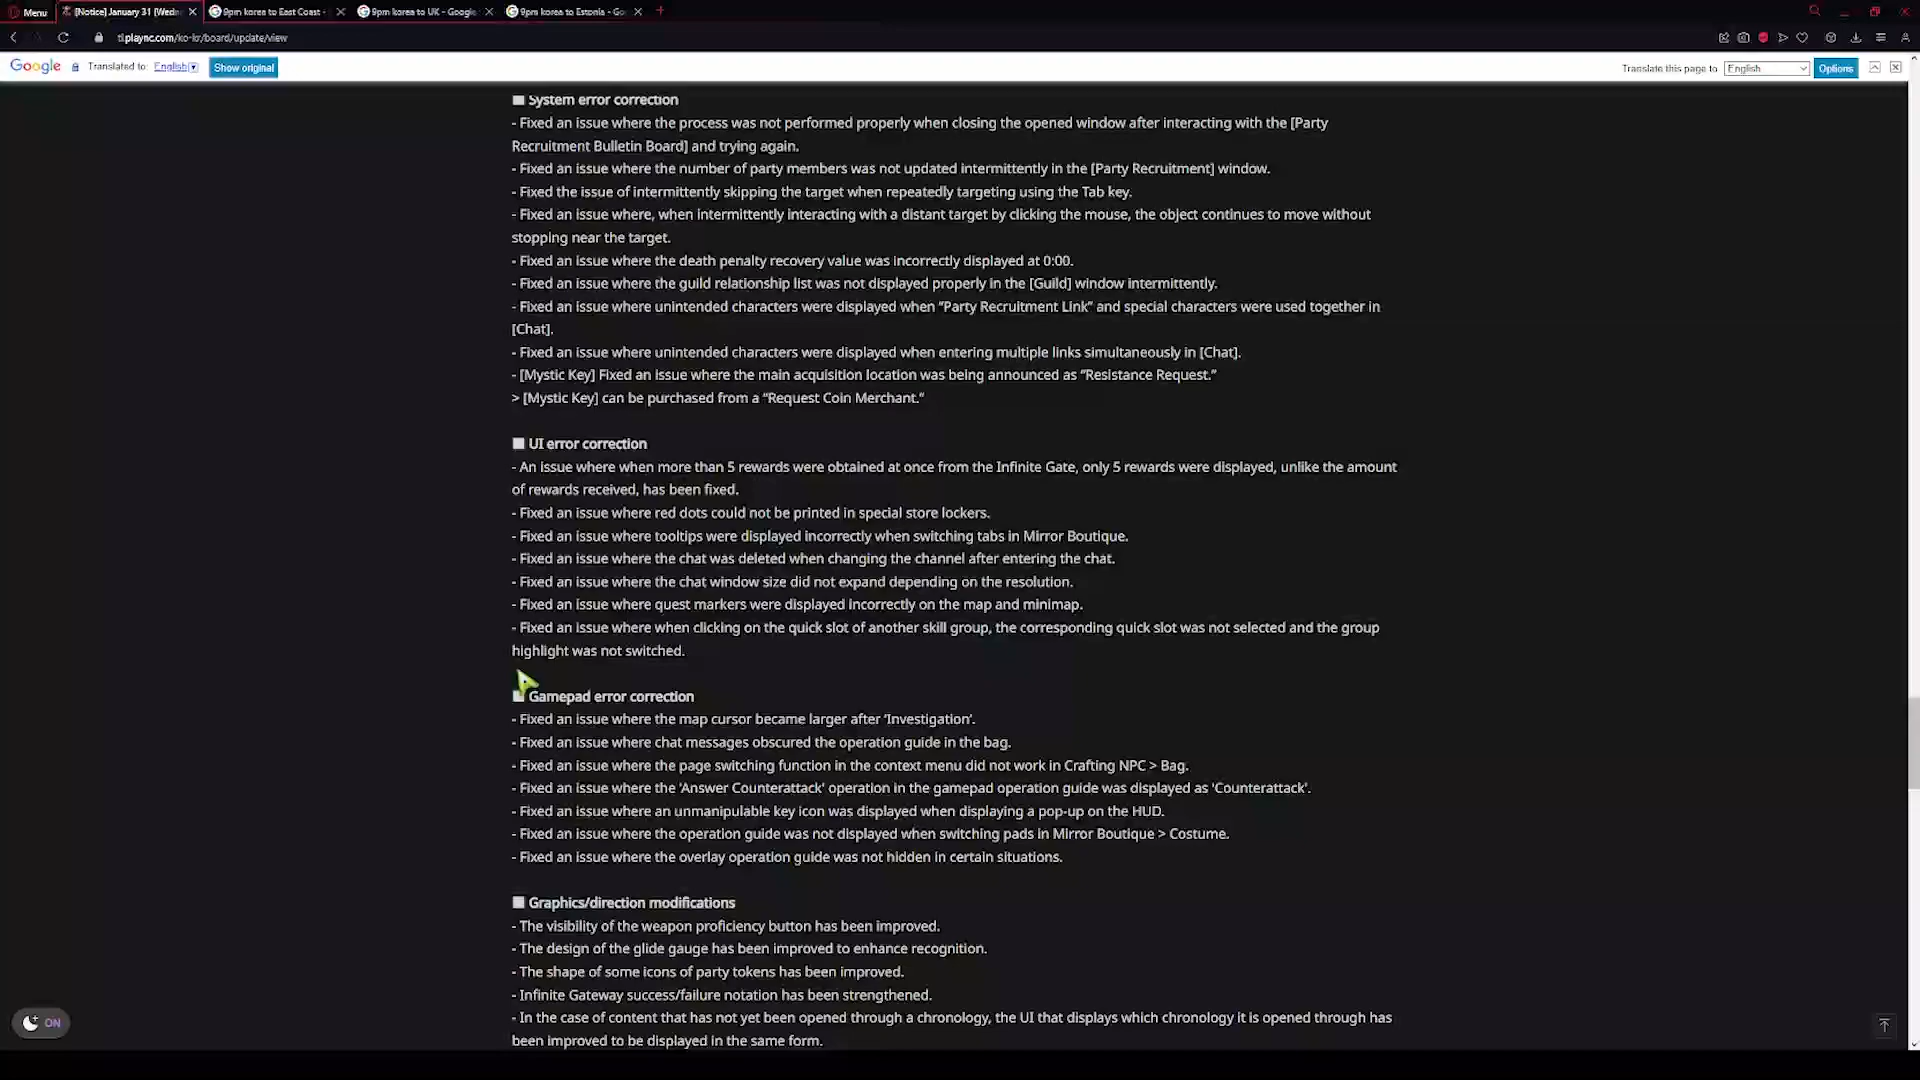 Menu
[Notice] January 31 [Wedn
9pm korea to East Coast -
9pm korea to UK - Google
9pm korea to Estonia - Go
tl.plaync.com/ko-kr/board/update/view
Google Translated to: English Show original
Translate this page to English Options
■ System error correction
- Fixed an issue where the process was not performed properly when closing the opened window after interacting with the [Party
Recruitment Bulletin Board] and trying again.
- Fixed an issue where the number of party members was not updated intermittently in the [Party Recruitment] window.
- Fixed the issue of intermittently skipping the target when repeatedly targeting using the Tab key.
- Fixed an issue where, when intermittently interacting with a distant target by clicking the mouse, the object continues to move without
stopping near the target.
- Fixed an issue where the death penalty recovery value was incorrectly displayed at 0:00.
- Fixed an issue where the guild relationship list was not displayed properly in the [Guild] window intermittently.
- Fixed an issue where unintended characters were displayed when “Party Recruitment Link” and special characters were used together in
[Chat].
- Fixed an issue where unintended characters were displayed when entering multiple links simultaneously in [Chat].
- [Mystic Key] Fixed an issue where the main acquisition location was being announced as “Resistance Request.”
> [Mystic Key] can be purchased from a “Request Coin Merchant.”
■ UI error correction
- An issue where when more than 5 rewards were obtained at once from the Infinite Gate, only 5 rewards were displayed, unlike the amount
of rewards received, has been fixed.
- Fixed an issue where red dots could not be printed in special store lockers.
- Fixed an issue where tooltips were displayed incorrectly when switching tabs in Mirror Boutique.
- Fixed an issue where the chat was deleted when changing the channel after entering the chat.
- Fixed an issue where the chat window size did not expand depending on the resolution.
- Fixed an issue where quest markers were displayed incorrectly on the map and minimap.
- Fixed an issue where when clicking on the quick slot of another skill group, the corresponding quick slot was not selected and the group
highlight was not switched.
■ Gamepad error correction
- Fixed an issue where the map cursor became larger after ‘Investigation’.
- Fixed an issue where chat messages obscured the operation guide in the bag.
- Fixed an issue where the page switching function in the context menu did not work in Crafting NPC > Bag.
- Fixed an issue where the 'Answer Counterattack' operation in the gamepad operation guide was displayed as 'Counterattack'.
- Fixed an issue where an unmanipulable key icon was displayed when displaying a pop-up on the HUD.
- Fixed an issue where the operation guide was not displayed when switching pads in Mirror Boutique > Costume.
- Fixed an issue where the overlay operation guide was not hidden in certain situations.
■ Graphics/direction modifications
- The visibility of the weapon proficiency button has been improved.
- The design of the glide gauge has been improved to enhance recognition.
- The shape of some icons of party tokens has been improved.
- Infinite Gateway success/failure notation has been strengthened.
- In the case of content that has not yet been opened through a chronology, the UI that displays which chronology it is opened through has
been improved to be displayed in the same form.
ON